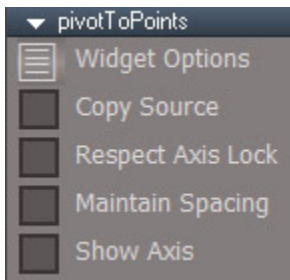 pivotToPoints
Widget Options
Copy Source
Respect Axis Lock
Maintain Spacing
Show Axis